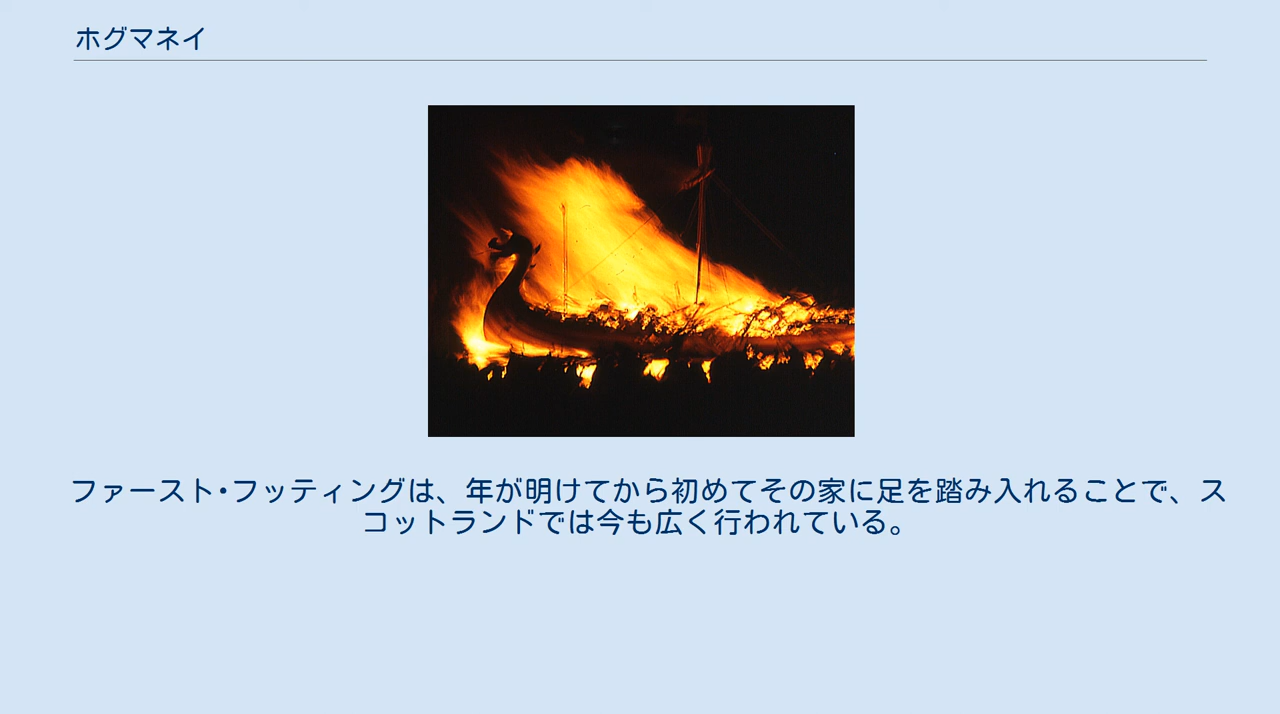 ホグマネイ
ファースト・フッティングは、年が明けてから初めてその家に足を踏み入れることで、ス
コットランドでは今も広く行われている。